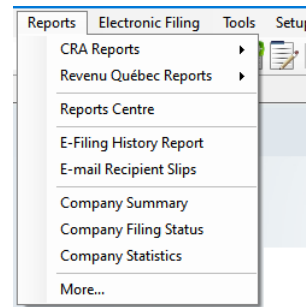 Reports Electronic Filing Tools Setup
CRA Reports
Revenu Québec Reports
Reports Centre
E-Filing History Report
E-mail Recipient Slips
Company Summary
Company Filing Status
Company Statistics
More...